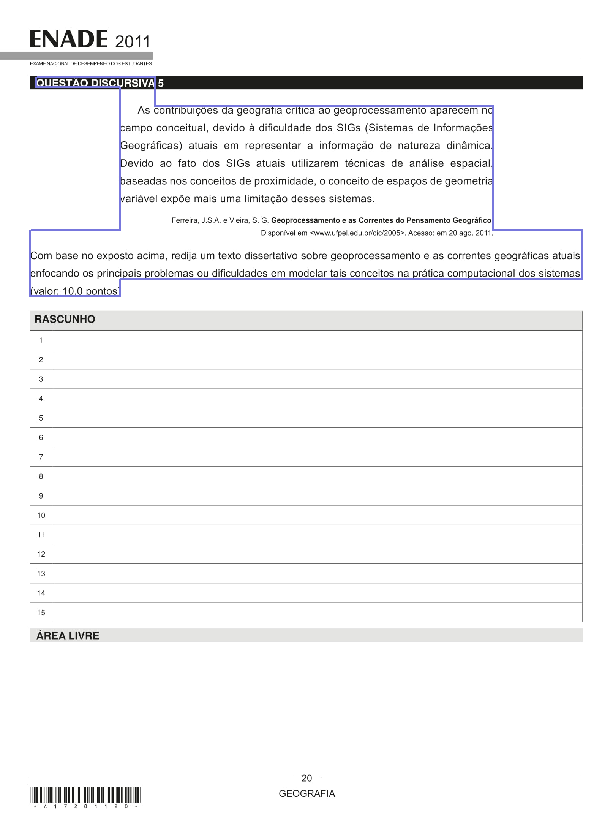 ENADE 2011
EXAME NACIONAL DE DESEMPENHO DOS ESTUDANTES
QUESTÃO DISCURSIVA 5
As contribuições da geografia crítica ao geoprocessamento aparecem no
campo conceitual, devido à dificuldade dos SIGs (Sistemas de Informações
Geográficas) atuais em representar a informação de natureza dinâmica.
Devido ao fato dos SIGs atuais utilizarem técnicas de análise espacial,
baseadas nos conceitos de proximidade, o conceito de espaços de geometria
variável expõe mais uma limitação desses sistemas.
Ferreira, J.S.A. e Vieira, S. G. Geoprocessamento e as Correntes do Pensamento Geográfico.
Disponível em <www.ufpel.edu.br/cic/2005>. Acesso: em 20 ago. 2011.
Com base no exposto acima, redija um texto dissertativo sobre geoprocessamento e as correntes geográficas atuais
enfocando os principais problemas ou dificuldades em modelar tais conceitos na prática computacional dos sistemas
(valor: 10,0 pontos)
RASCUNHO
1
2
3
4
5
6
7
8
9
10
11
12
13
14
15
ÁREA LIVRE
20
GEOGRAFIA